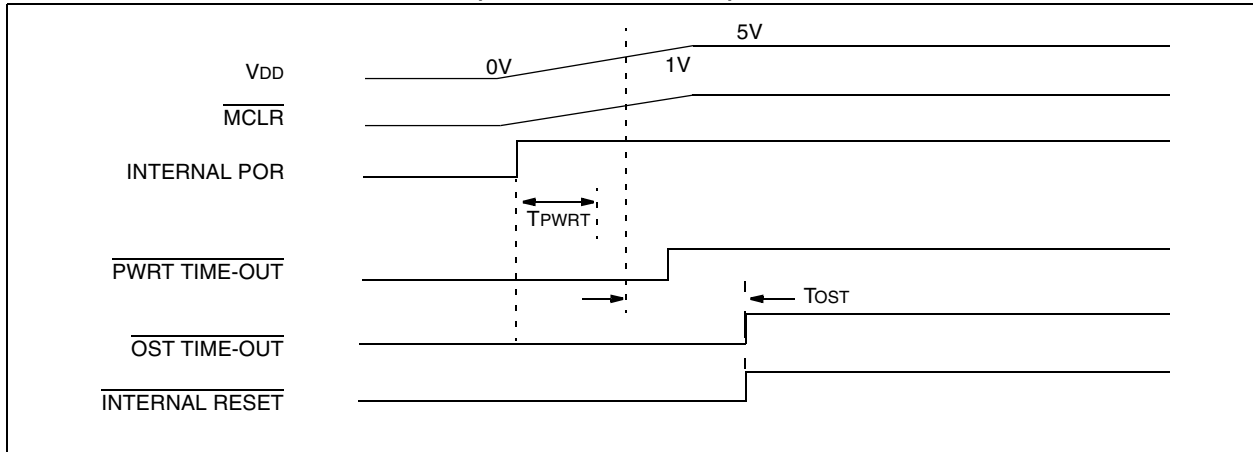 5V
VDD 0V 1V
MCLR
INTERNAL POR
TPWRT
PWRT TIME-OUT
TOST
OST TIME-OUT
INTERNAL RESET